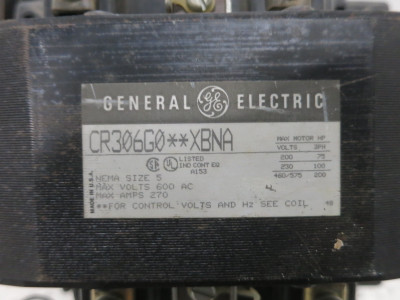 GENERAL GE ELECTRIC
CR306G0**XBNA
MAX MOTOR HP
VOLTS 3PH
200 75
230 100
460/575 200
LISTED
IND CONT EQ
A153
NEMA SIZE 5
MAX VOLTS 600 AC
MAX AMPS 270
**FOR CONTROL VOLTS AND Hz SEE COIL
MADE IN U.S.A.